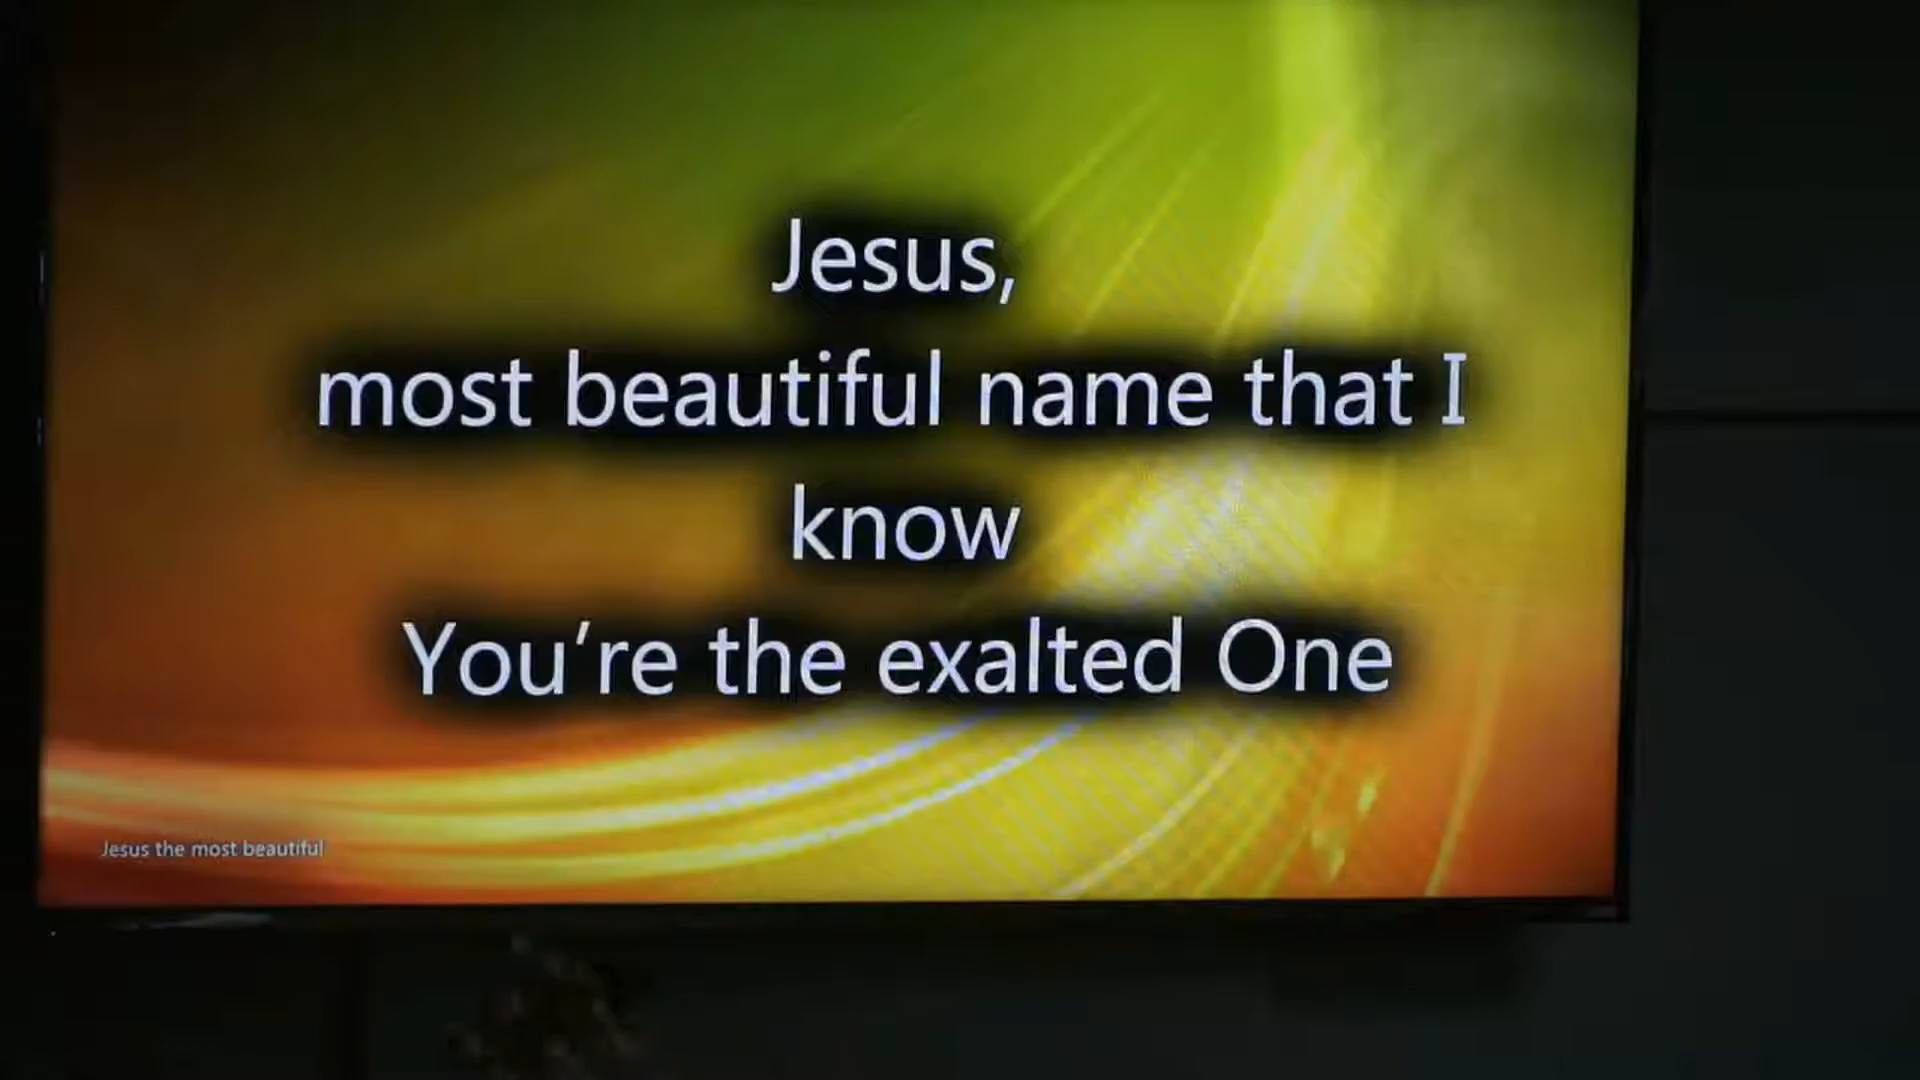 Jesus,
most beautiful name that I
know
You’re the exalted One
Jesus the most beautiful